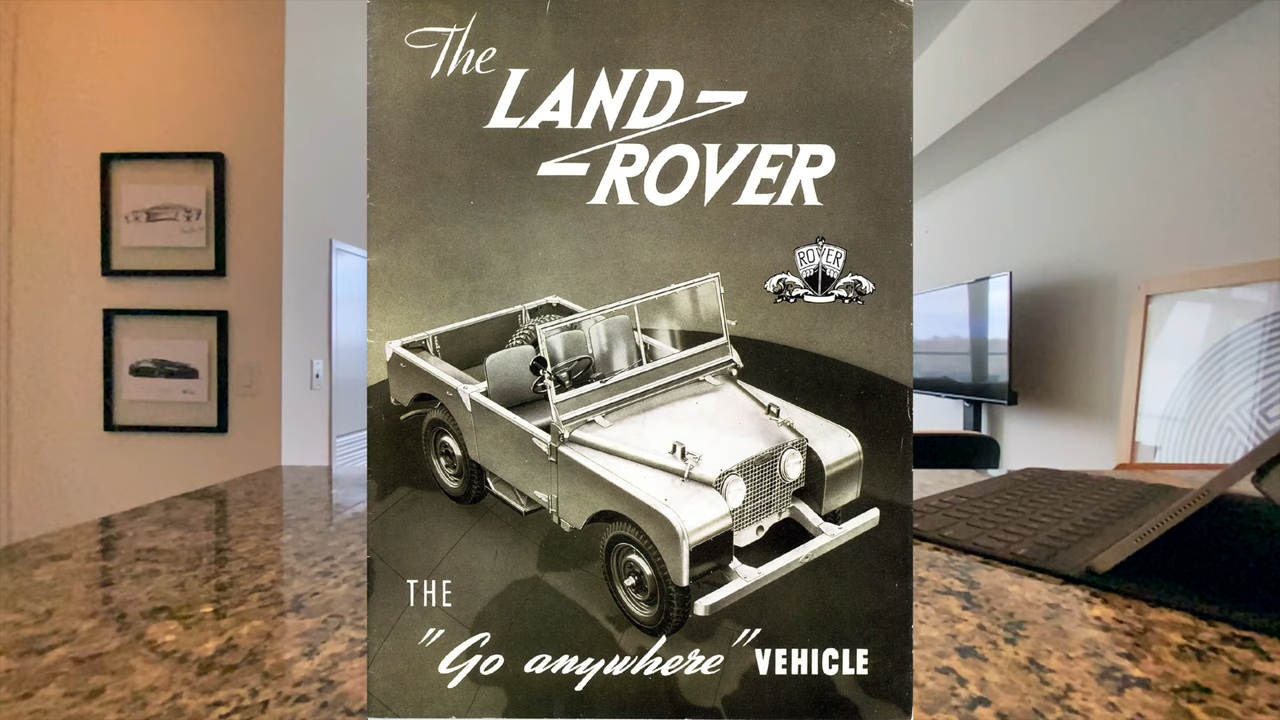 The
LAND-
-ROVER
ROVER
THE
"Go anywhere" VEHICLE